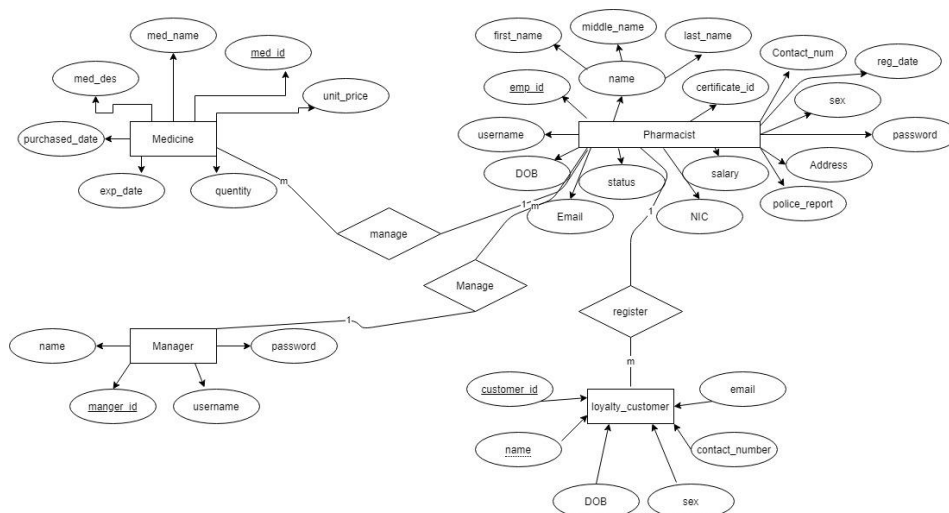 first_name
middle_name
last_name
med_name
med_id
med_des
unit_price
name
Contact_num
reg_date
emp_id
certificate_id
sex
purchased_date
Medicine
username
Pharmacist
password
exp_date
quentity
DOB
status
salary
Address
Email
NIC
police_report
m
1
m
1
manage
Manage
register
1
name
Manager
password
m
manger_id
username
customer_id
loyalty_customer
email
name
contact_number
DOB
sex